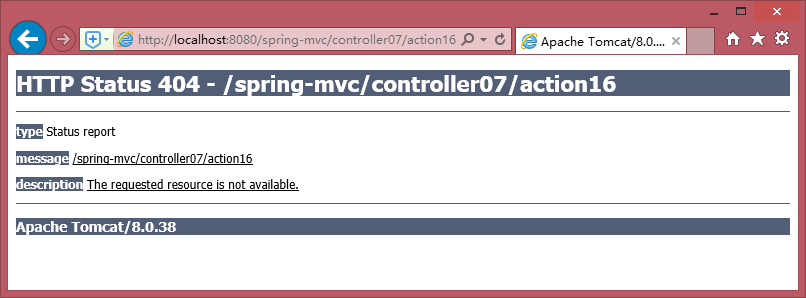 http://localhost:8080/spring-mvc/controller07/action16
Apache Tomcat/8.0....
HTTP Status 404 - /spring-mvc/controller07/action16
type Status report
message /spring-mvc/controller07/action16
description The requested resource is not available.
Apache Tomcat/8.0.38